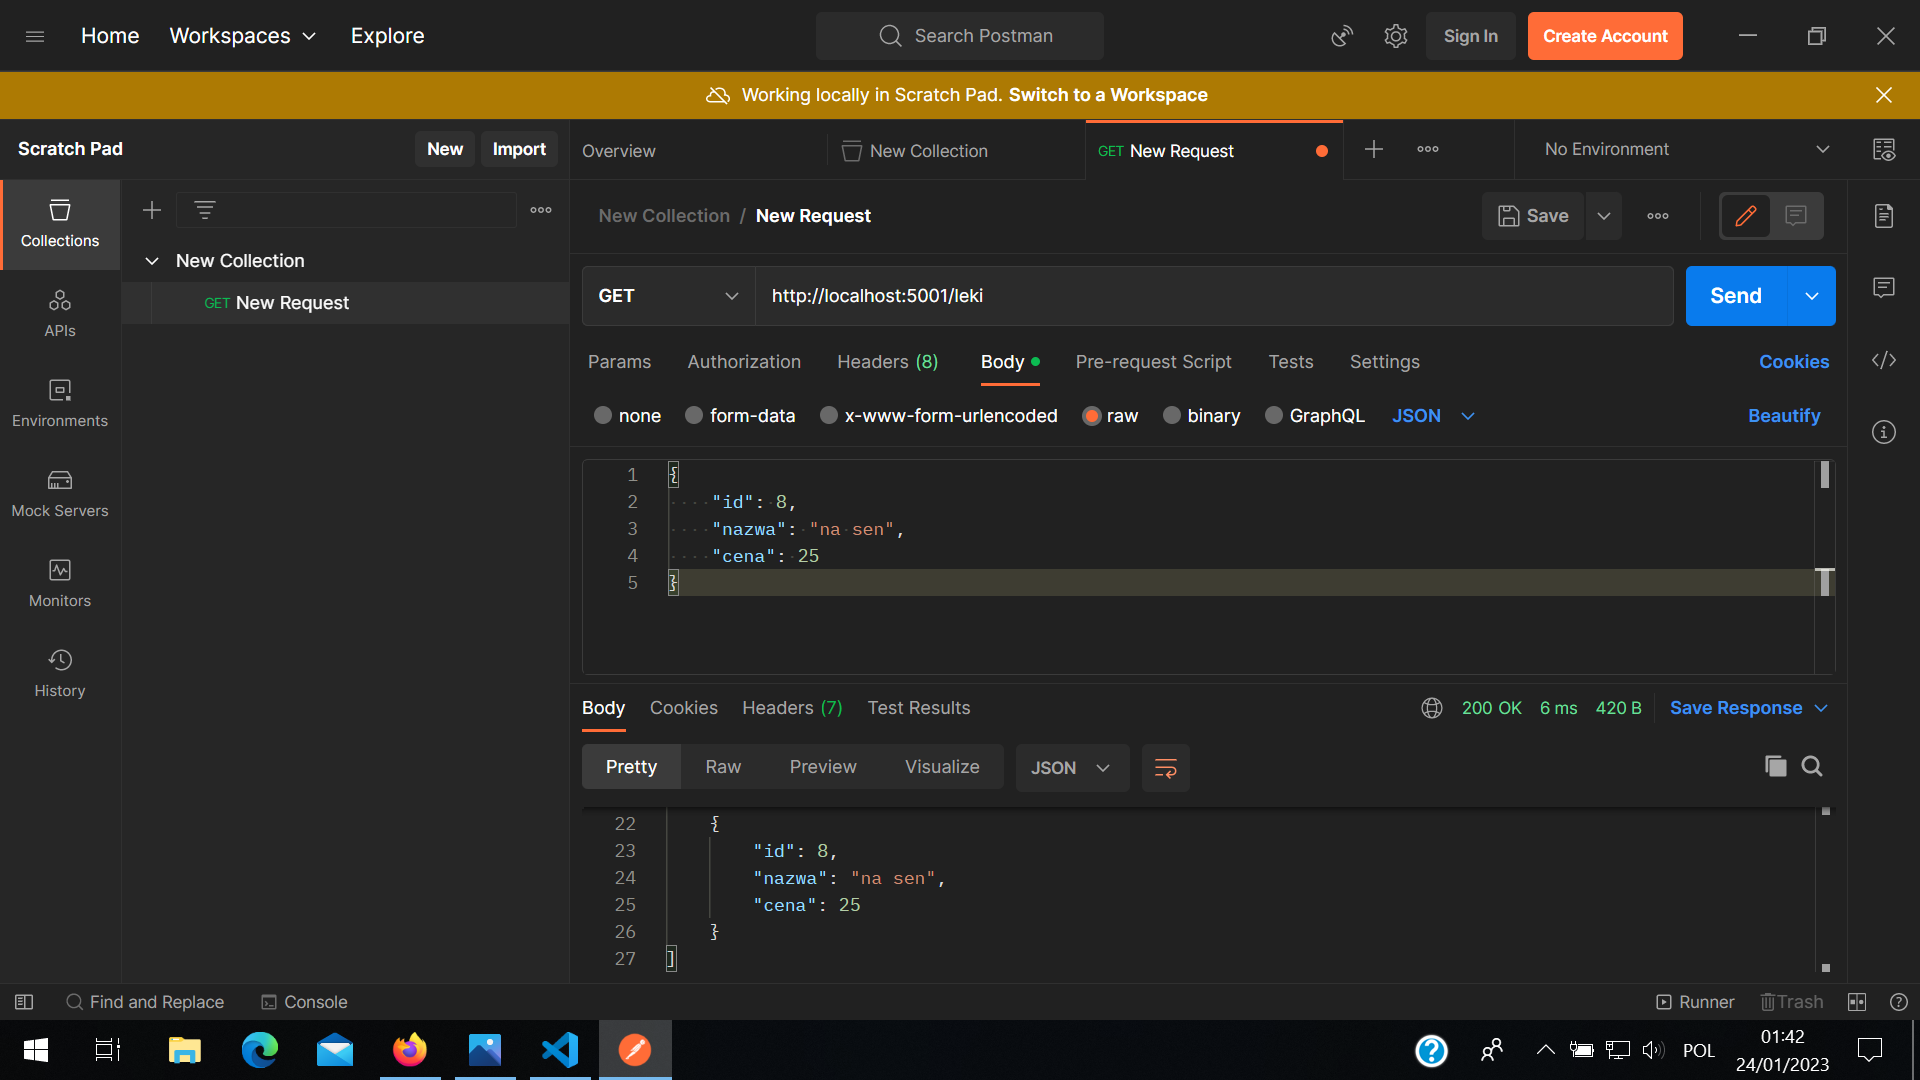 Home Workspaces Explore Search Postman Sign In Create Account
Working locally in Scratch Pad. Switch to a Workspace
Scratch Pad New Import Overview New Collection GET New Request No Environment
Collections
APIs
Environments
Mock Servers
Monitors
History
New Collection
GET New Request
New Collection / New Request Save
GET http://localhost:5001/leki Send
Params Authorization Headers (8) Body Pre-request Script Tests Settings Cookies
none form-data x-www-form-urlencoded raw binary GraphQL JSON Beautify
1 {
2 "id": 8,
3 "nazwa": "na sen",
4 "cena": 25
5 }
Body Cookies Headers (7) Test Results 200 OK 6 ms 420 B Save Response
Pretty Raw Preview Visualize JSON
22 {
23 "id": 8,
24 "nazwa": "na sen",
25 "cena": 25
26 }
27 ]
Find and Replace Console Runner Trash
POL 01:42
24/01/2023